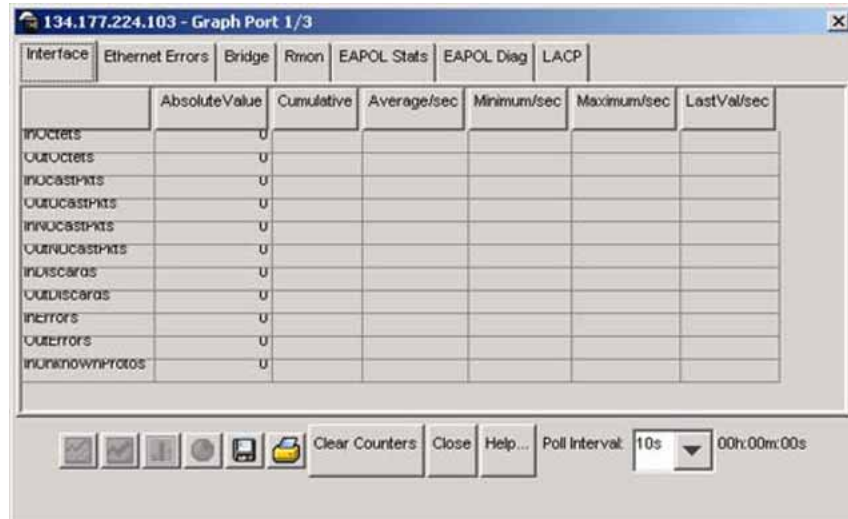 134.177.224.103 - Graph Port 1/3
Interface Ethernet Errors Bridge Rmon EAPOL Stats EAPOL Diag LACP
AbsoluteValue Cumulative Average/sec Minimum/sec Maximum/sec LastVal/sec
InOctets 0
OutOctets 0
InUcastPkts 0
OutUcastPkts 0
InNUcastPkts 0
OutNUcastPkts 0
InDiscards 0
OutDiscards 0
InErrors 0
OutErrors 0
InUnknownProtos 0
Clear Counters Close Help... Poll Interval: 10s 00h:00m:00s